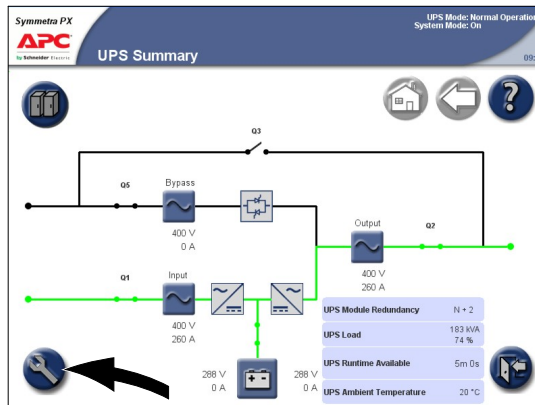 Symmetra PX
APC
by Schneider Electric
UPS Summary
UPS Mode: Normal Operation
System Mode: On
09:
Q3
Q5
Bypass
400 V
0 A
Output
Q2
400 V
260 A
Q1
Input
400 V
260 A
288 V
0 A
288 V
0 A
UPS Module Redundancy N + 2
UPS Load 183 kVA
74 %
UPS Runtime Available 5m 0s
UPS Ambient Temperature 20 °C